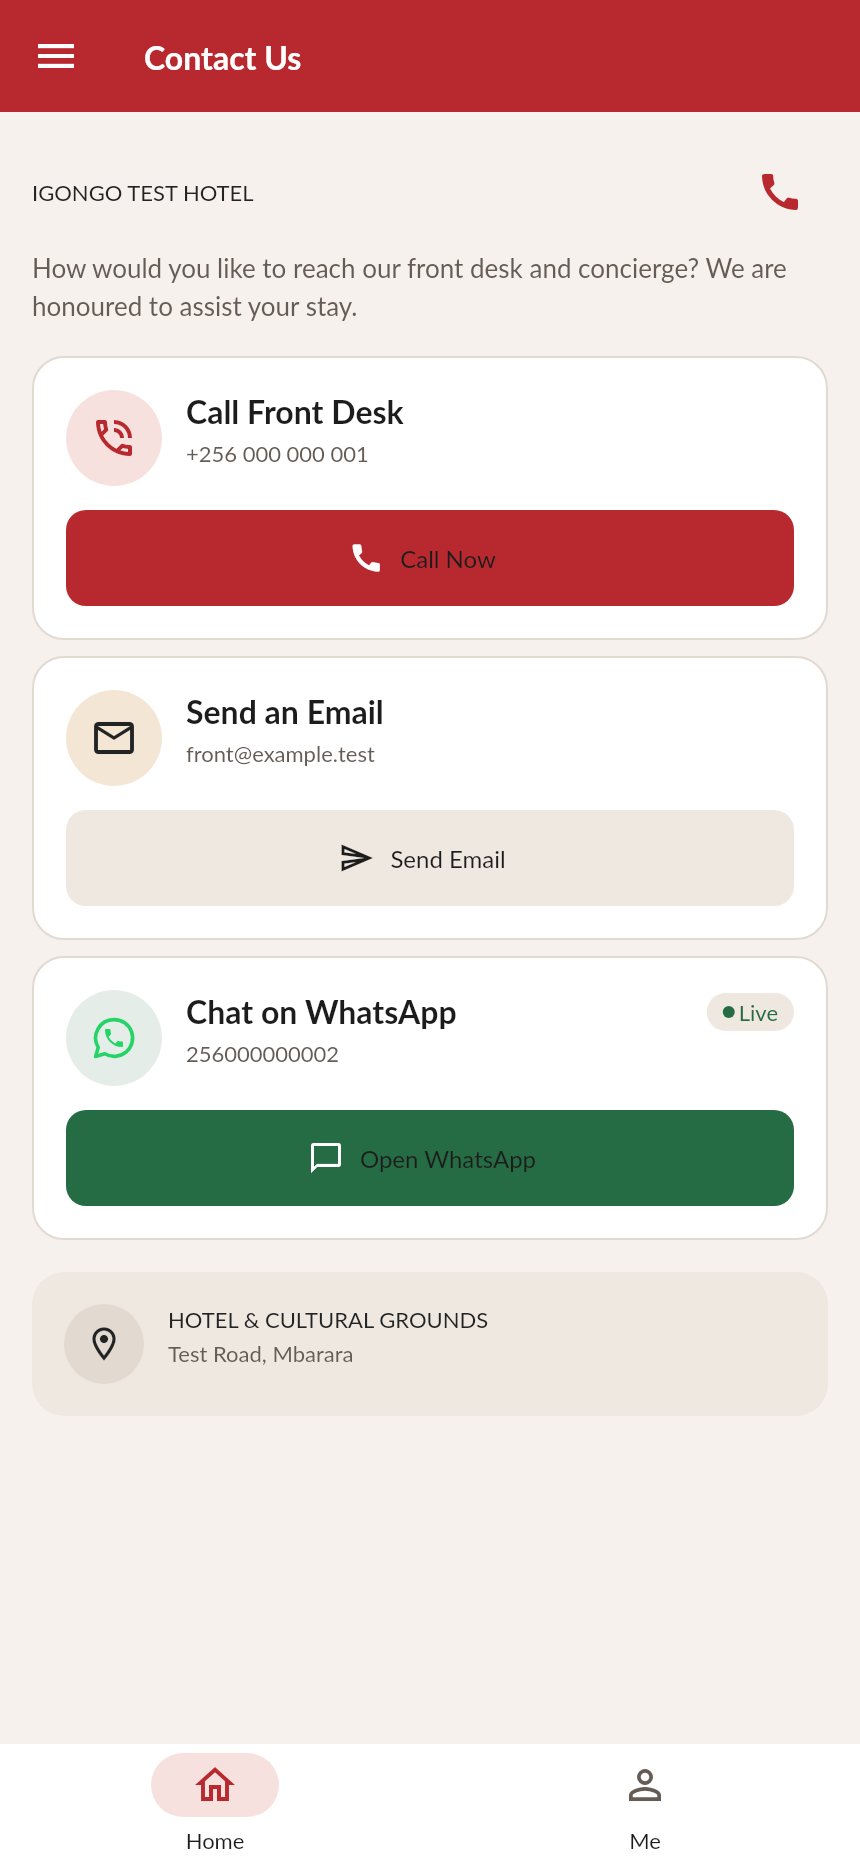 Contact Us
IGONGO TEST HOTEL
How would you like to reach our front desk and concierge? We are
honoured to assist your stay.
Call Front Desk
+256 000 000 001
Call Now
Send an Email
front@example.test
Send Email
Chat on WhatsApp
Live
256000000002
Open WhatsApp
HOTEL & CULTURAL GROUNDS
Test Road, Mbarara
Home
Me